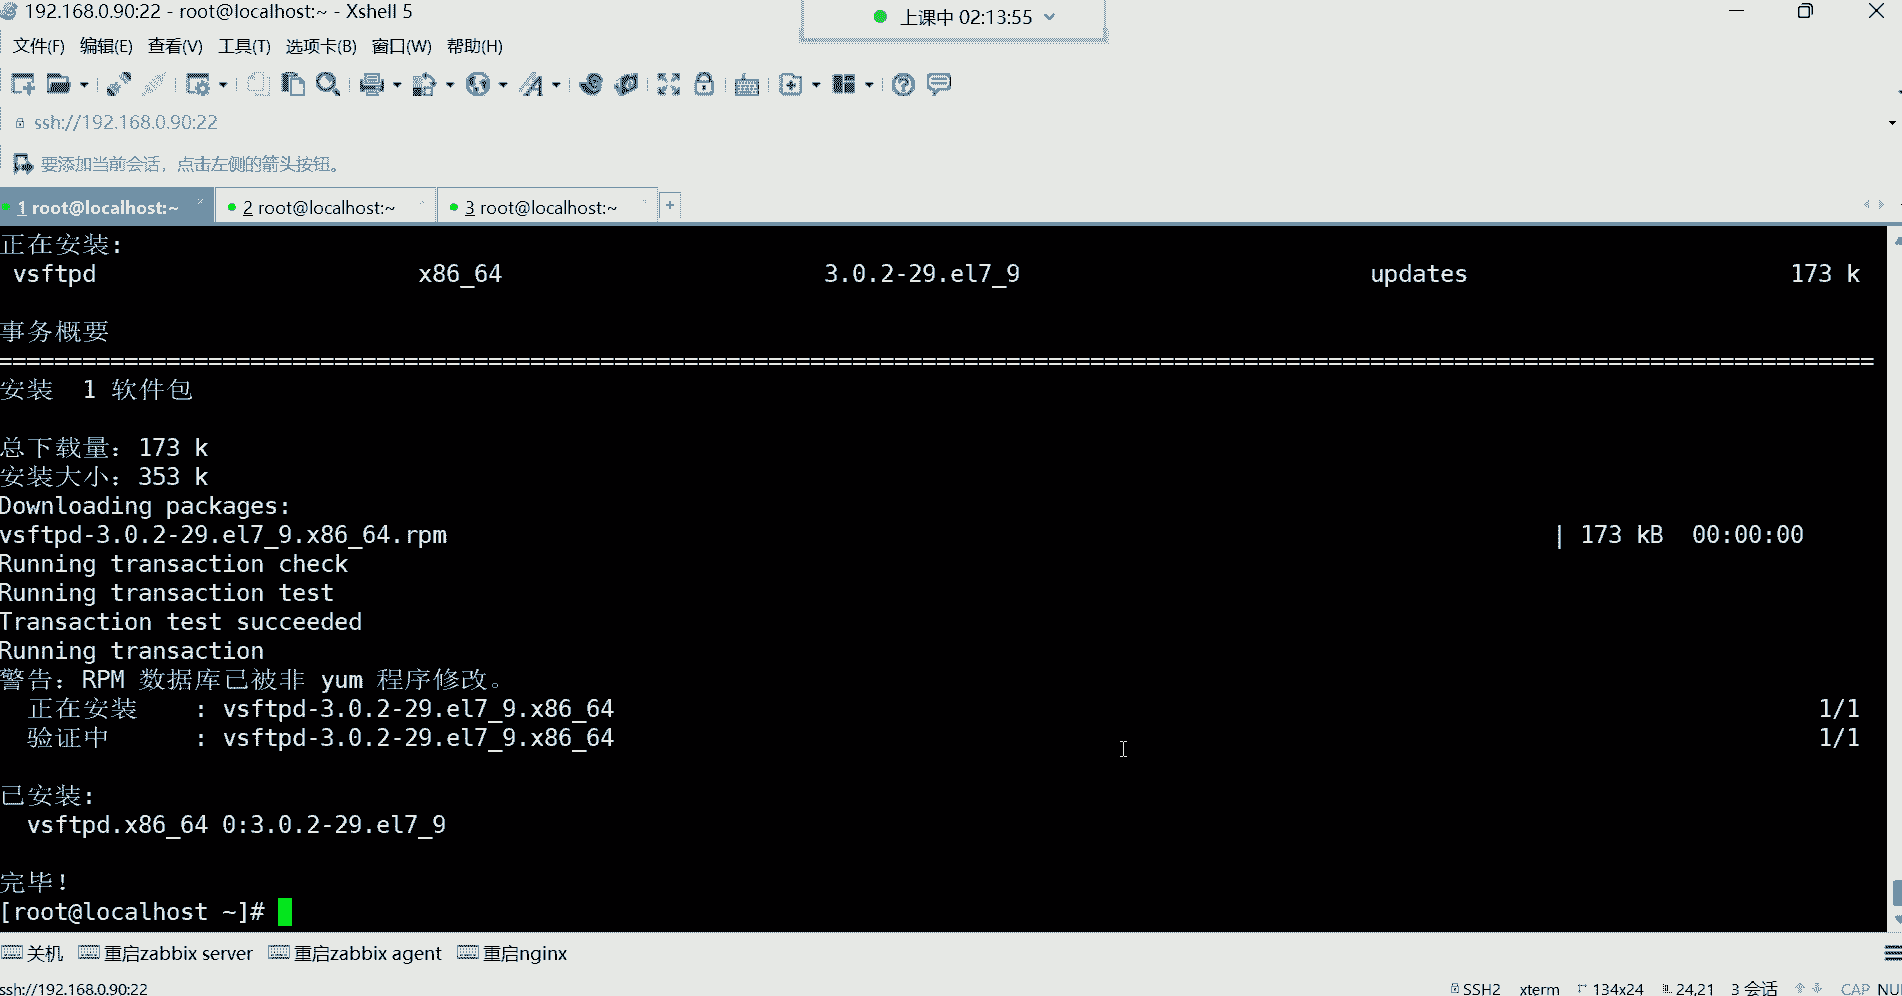 192.168.0.90:22 - root@localhost:~ - Xshell 5
上课中 02:13:55
文件(F) 编辑(E) 查看(V) 工具(T) 选项卡(B) 窗口(W) 帮助(H)
ssh://192.168.0.90:22
要添加当前会话，点击左侧的箭头按钮。
1 root@localhost:~ × 2 root@localhost:~ 3 root@localhost:~ +
正在安装:
vsftpd x86_64 3.0.2-29.el7_9 updates 173 k
事务概要
======================================================================================================================================
安装 1 软件包
总下载量：173 k
安装大小：353 k
Downloading packages:
vsftpd-3.0.2-29.el7_9.x86_64.rpm | 173 kB 00:00:00
Running transaction check
Running transaction test
Transaction test succeeded
Running transaction
警告：RPM 数据库已被非 yum 程序修改。
正在安装 : vsftpd-3.0.2-29.el7_9.x86_64 1/1
验证中 : vsftpd-3.0.2-29.el7_9.x86_64 1/1
已安装:
vsftpd.x86_64 0:3.0.2-29.el7_9
完毕！
[root@localhost ~]#
关机 重启zabbix server 重启zabbix agent 重启nginx
ssh://192.168.0.90:22 SSH2 xterm 134x24 24,21 3 会话 CAP